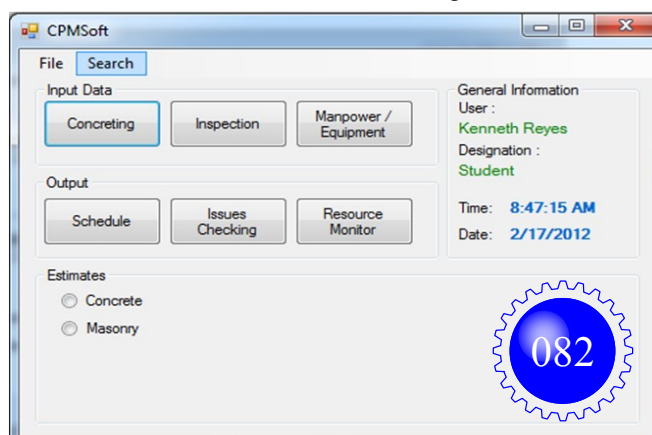 CPMSoft
File Search
Input Data
Concreting Inspection Manpower / Equipment
Output
Schedule Issues Checking Resource Monitor
Estimates
Concrete
Masonry
General Information
User :
Kenneth Reyes
Designation :
Student
Time: 8:47:15 AM
Date: 2/17/2012
082